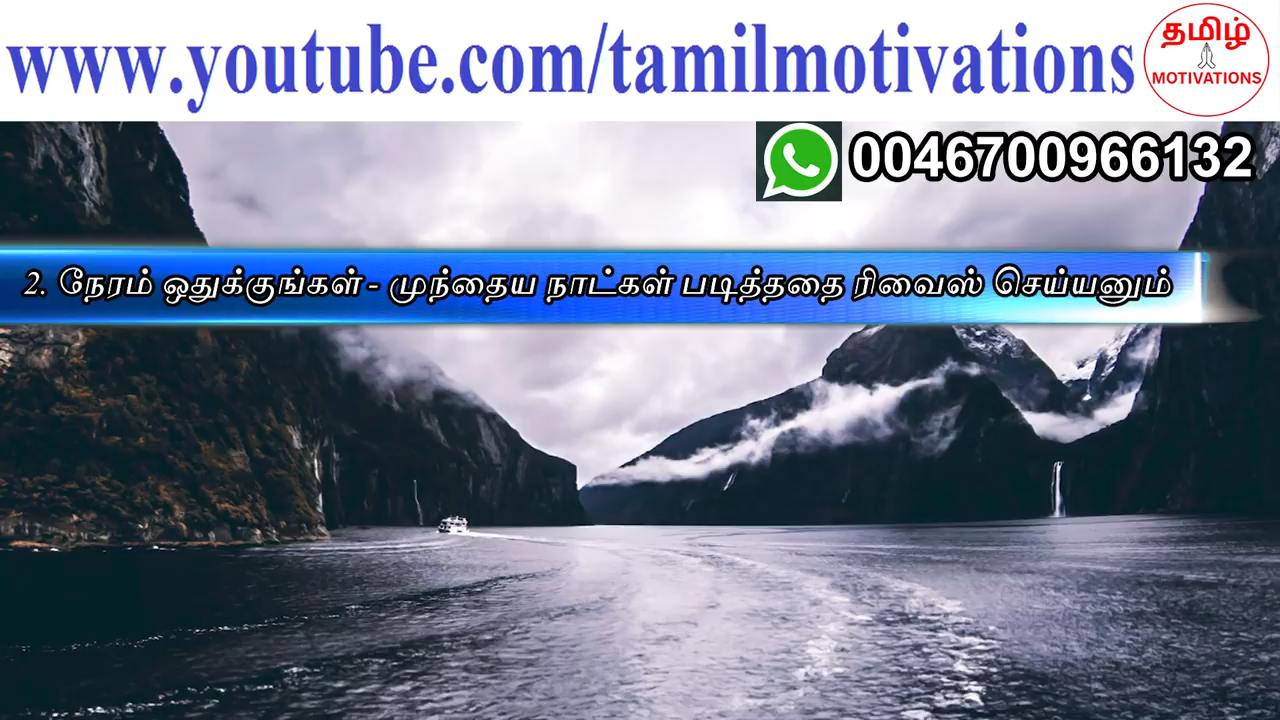 www.youtube.com/tamilmotivations
தமிழ்
MOTIVATIONS
0046700966132
2. நேரம் ஒதுக்குங்கள் - முந்தைய நாட்கள் படித்ததை ரிவைஸ் செய்யனும்